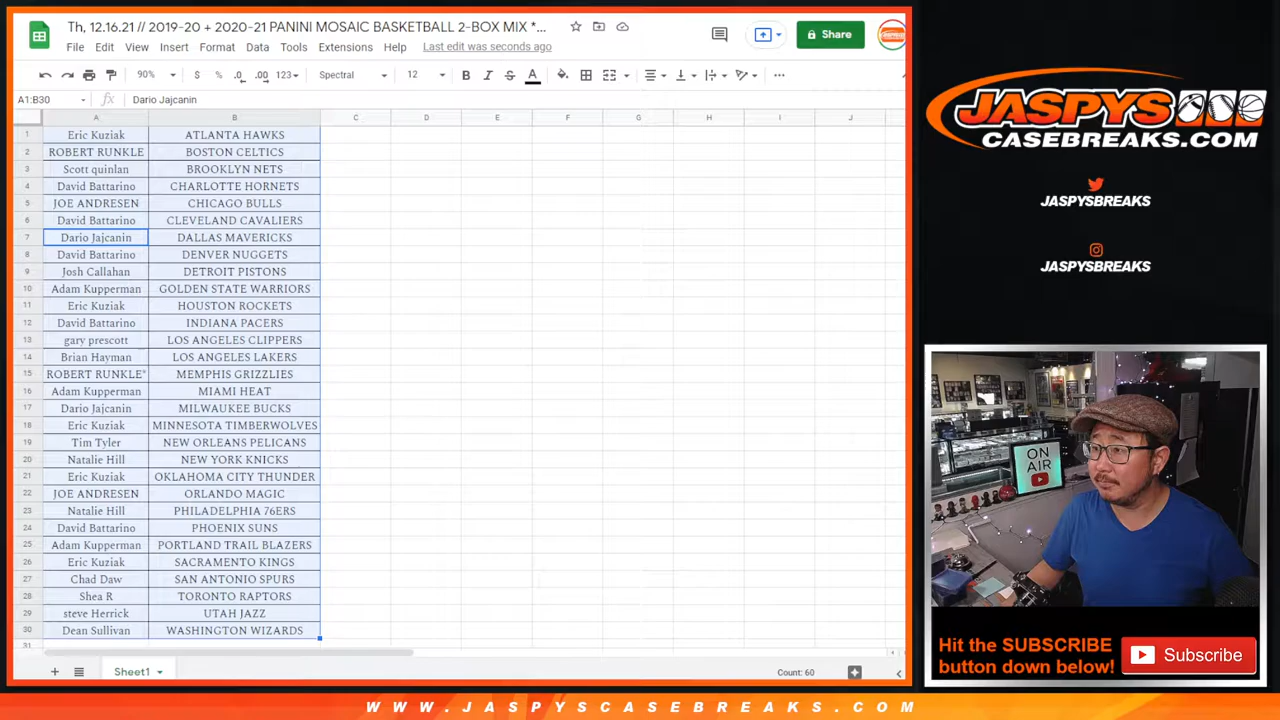 Th, 12.16.21 // 2019-20 + 2020-21 PANINI MOSAIC BASKETBALL 2-BOX MIX *...
File Edit View Insert Format Data Tools Extensions Help Last edit was seconds ago
Share
90% $ % .0 .00 123 Spectral 12 B I S A
A1:B30 fx Dario Jajcanin
A B C D E F G H I J
1 Eric Kuziak ATLANTA HAWKS
2 ROBERT RUNKLE BOSTON CELTICS
3 Scott quinlan BROOKLYN NETS
4 David Battarino CHARLOTTE HORNETS
5 JOE ANDRESEN CHICAGO BULLS
6 David Battarino CLEVELAND CAVALIERS
7 Dario Jajcanin DALLAS MAVERICKS
8 David Battarino DENVER NUGGETS
9 Josh Callahan DETROIT PISTONS
10 Adam Kupperman GOLDEN STATE WARRIORS
11 Eric Kuziak HOUSTON ROCKETS
12 David Battarino INDIANA PACERS
13 gary prescott LOS ANGELES CLIPPERS
14 Brian Hayman LOS ANGELES LAKERS
15 ROBERT RUNKLE* MEMPHIS GRIZZLIES
16 Adam Kupperman MIAMI HEAT
17 Dario Jajcanin MILWAUKEE BUCKS
18 Eric Kuziak MINNESOTA TIMBERWOLVES
19 Tim Tyler NEW ORLEANS PELICANS
20 Natalie Hill NEW YORK KNICKS
21 Eric Kuziak OKLAHOMA CITY THUNDER
22 JOE ANDRESEN ORLANDO MAGIC
23 Natalie Hill PHILADELPHIA 76ERS
24 David Battarino PHOENIX SUNS
25 Adam Kupperman PORTLAND TRAIL BLAZERS
26 Eric Kuziak SACRAMENTO KINGS
27 Chad Daw SAN ANTONIO SPURS
28 Shea R TORONTO RAPTORS
29 steve Herrick UTAH JAZZ
30 Dean Sullivan WASHINGTON WIZARDS
31
Sheet1
Count: 60
JASPYS
CASEBREAKS.COM
JASPYSBREAKS
JASPYSBREAKS
ON
AIR
Hit the SUBSCRIBE
button down below!
Subscribe
WWW.JASPYSCASEBREAKS.COM